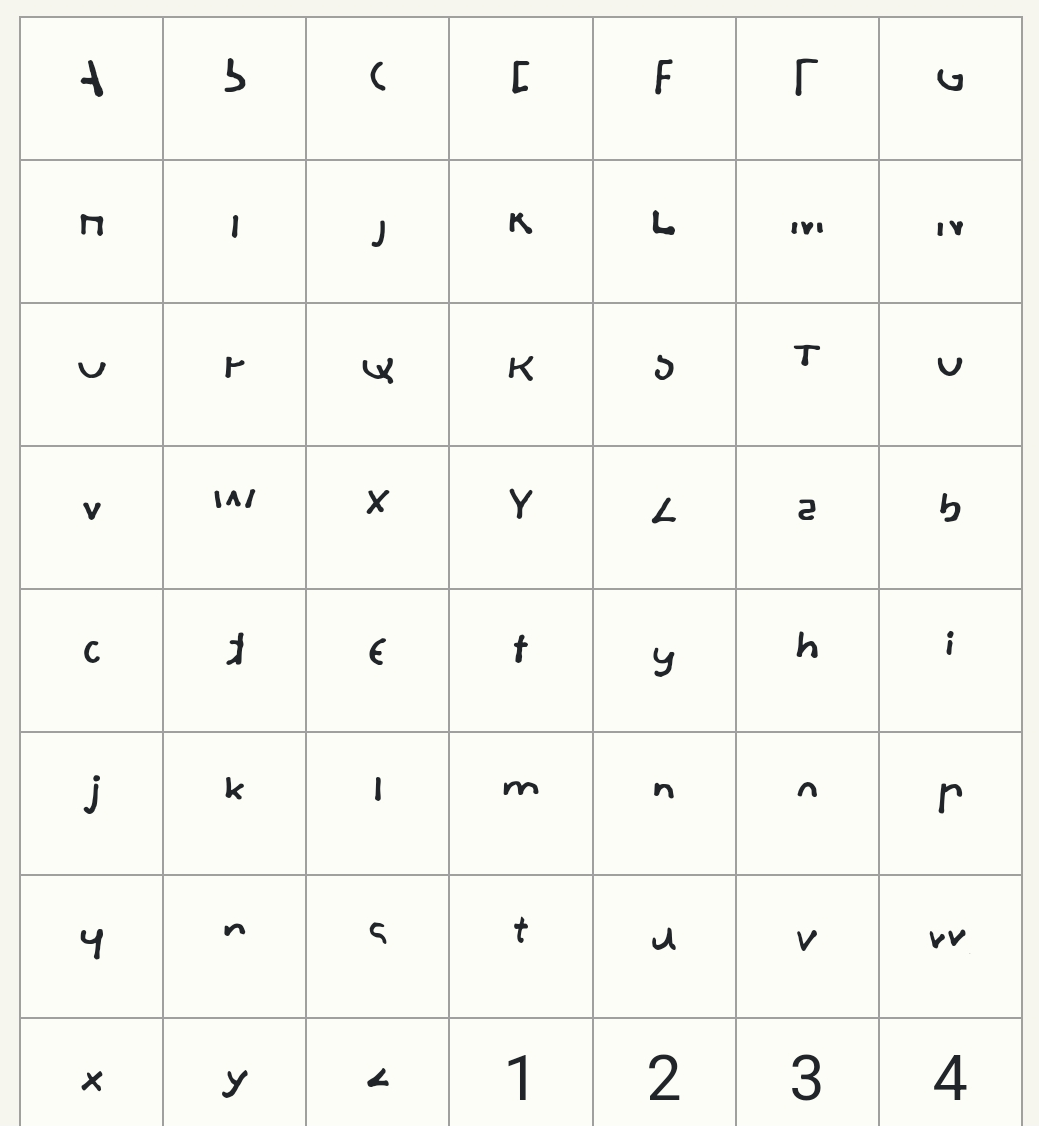 A b C E F Γ G
п I J K L M N
U r Q K S T U
V W X Y Z a b
c d e t y h i
j k l m n o p
q r s t u v w
x y z 1 2 3 4